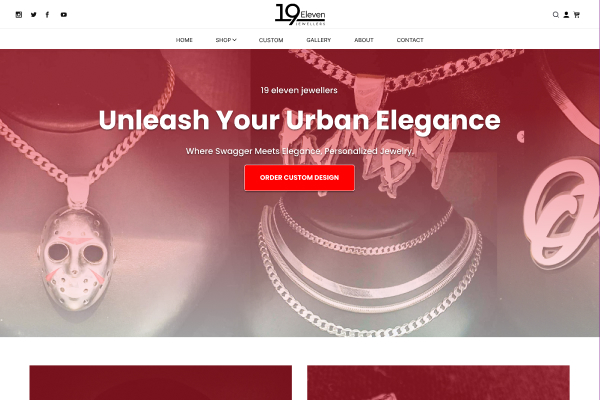 19 Eleven
JEWELLERS
HOME
SHOP
CUSTOM
GALLERY
ABOUT
CONTACT
19 eleven jewellers
Unleash Your Urban Elegance
Where Swagger Meets Elegance, Personalized Jewelry.
ORDER CUSTOM DESIGN